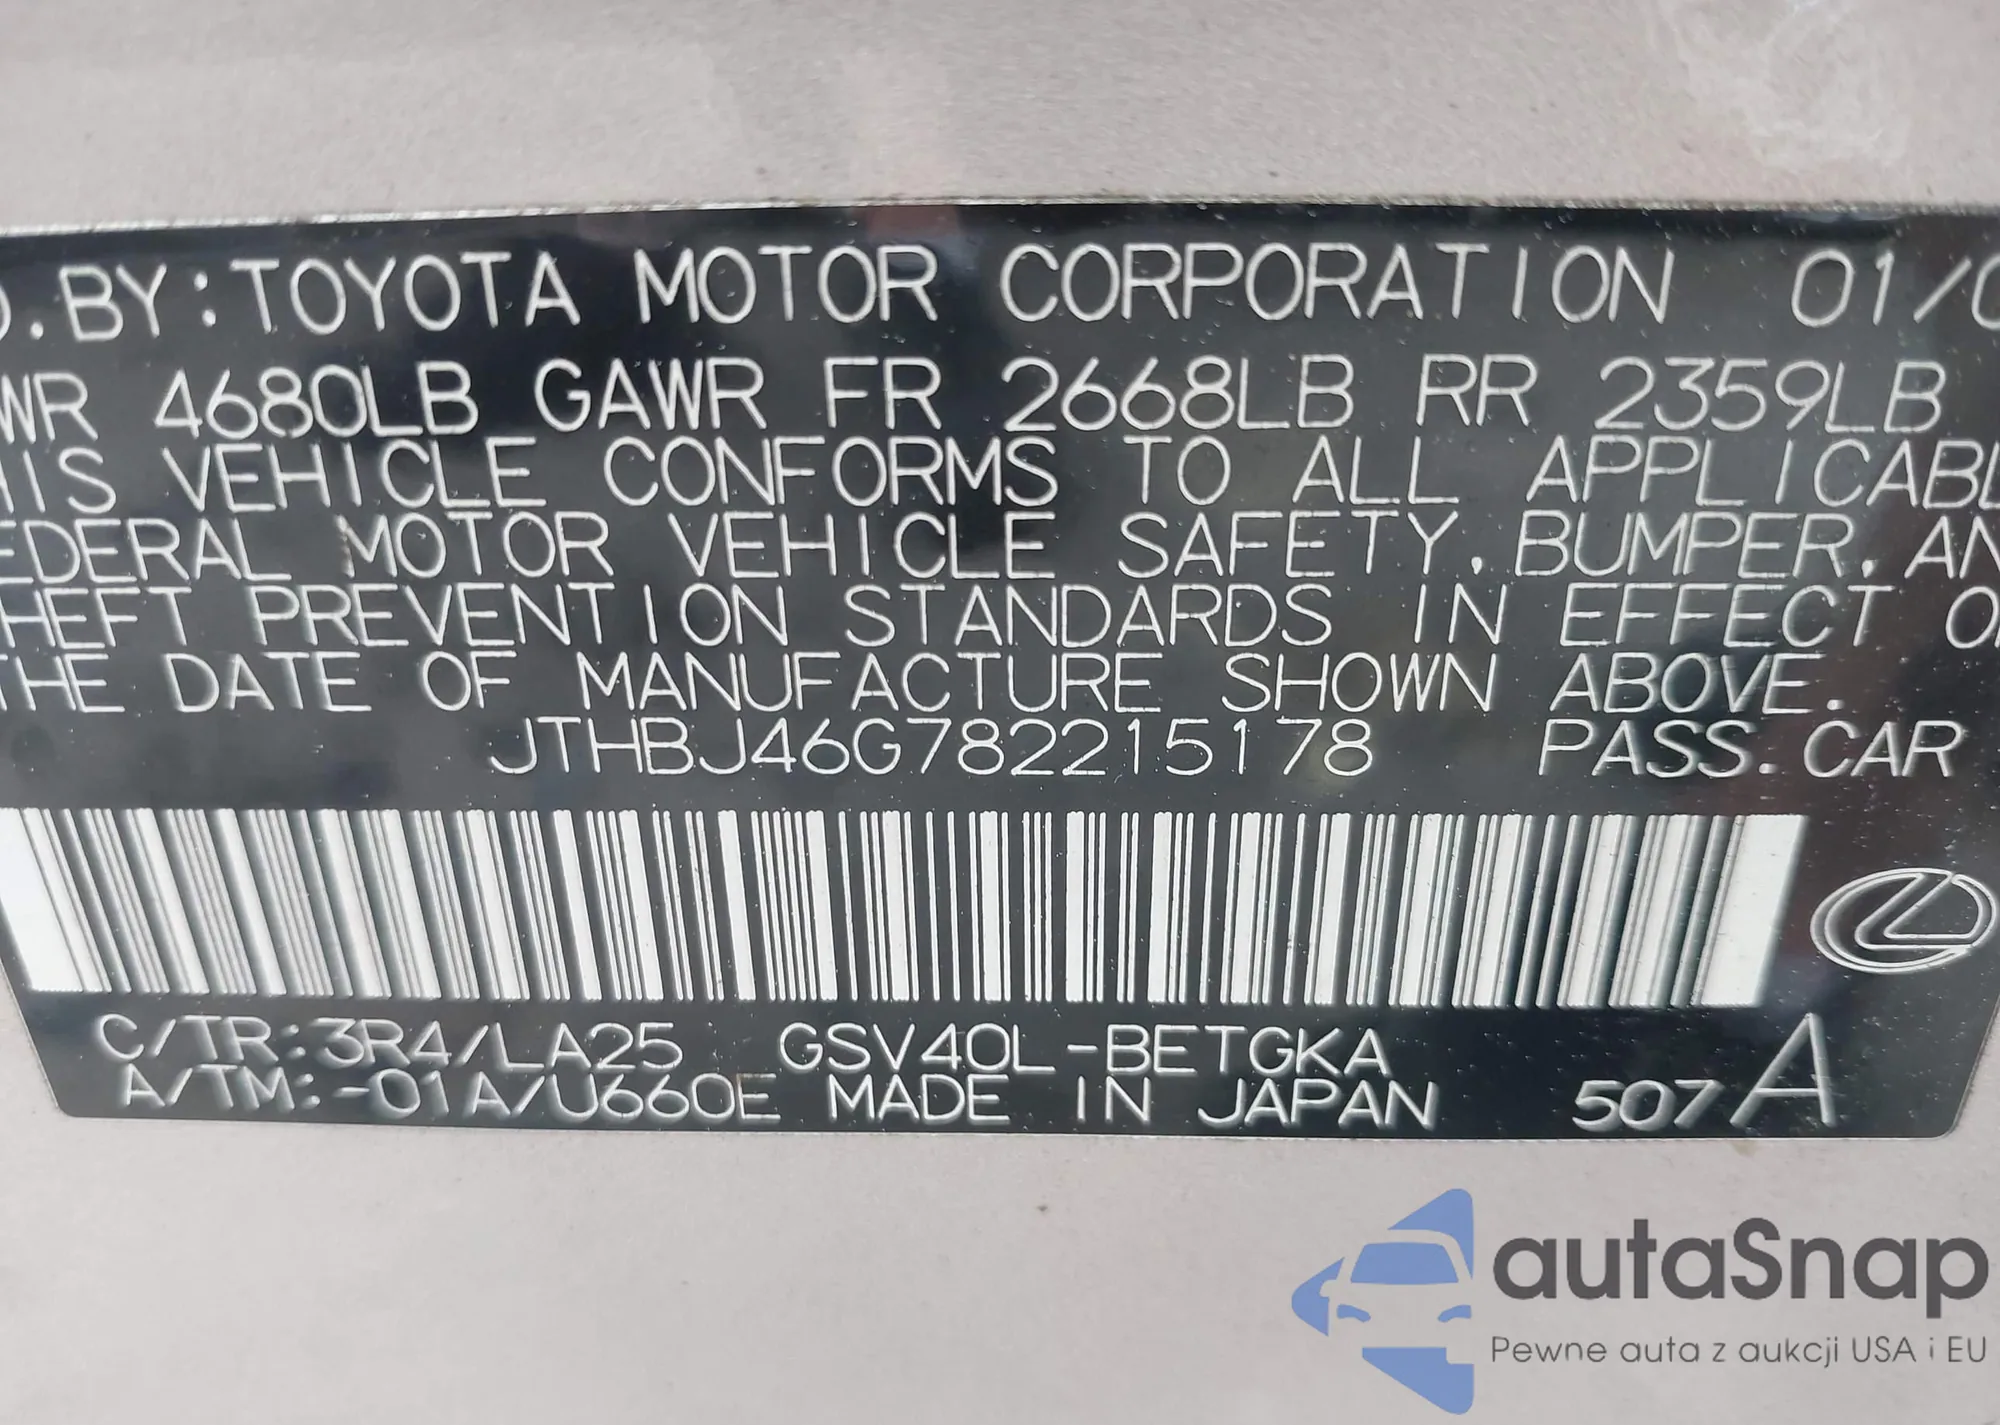 D.BY:TOYOTA MOTOR CORPORATION 01/0
WR 4680LB GAWR FR 2668LB RR 2359LB
HIS VEHICLE CONFORMS TO ALL APPLICABL
EDERAL MOTOR VEHICLE SAFETY, BUMPER, AN
HEFT PREVENTION STANDARDS IN EFFECT O
THE DATE OF MANUFACTURE SHOWN ABOVE.
JTHBJ46G782215178 PASS.CAR
C/TR:3R4/LA25 GSV40L-BETGKA
A/TM:-01A/U660E MADE IN JAPAN 507 A
autaSnap
Pewne auta z aukcji USA i EU